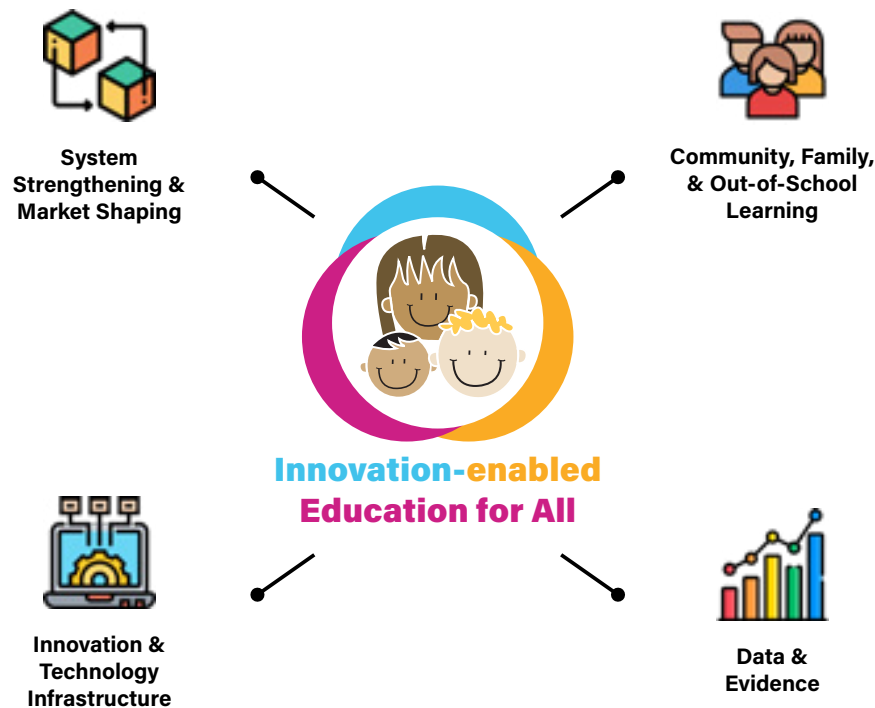 System
Strengthening &
Market Shaping
Community, Family,
& Out-of-School
Learning
Innovation-enabled
Education for All
Innovation &
Technology
Infrastructure
Data &
Evidence